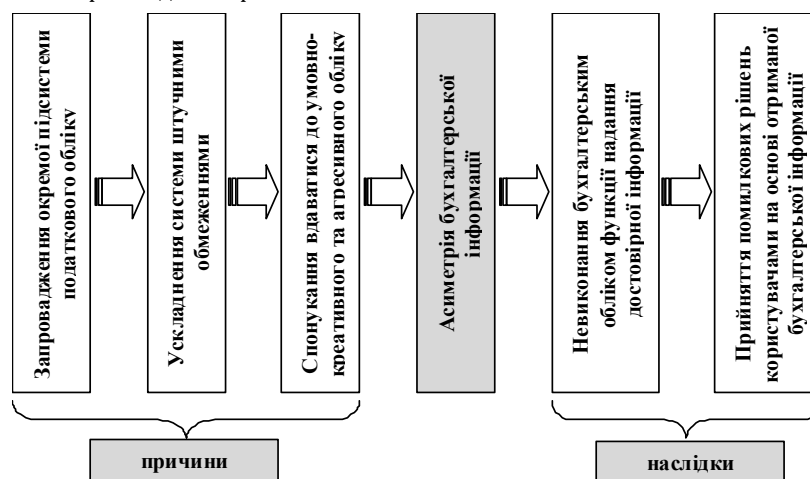 Запровадження окремої підсистеми
податкового обліку
Ускладнення системи штучними
обмеженнями
Спонукання вдаватися до умовно-
креативного та агресивного обліку
Асиметрія бухгалтерської
інформації
Невиконання бухгалтерським
обліком функції надання
достовірної інформації
Прийняття помилкових рішень
користувачами на основі отриманої
бухгалтерської інформації
причини
наслідки